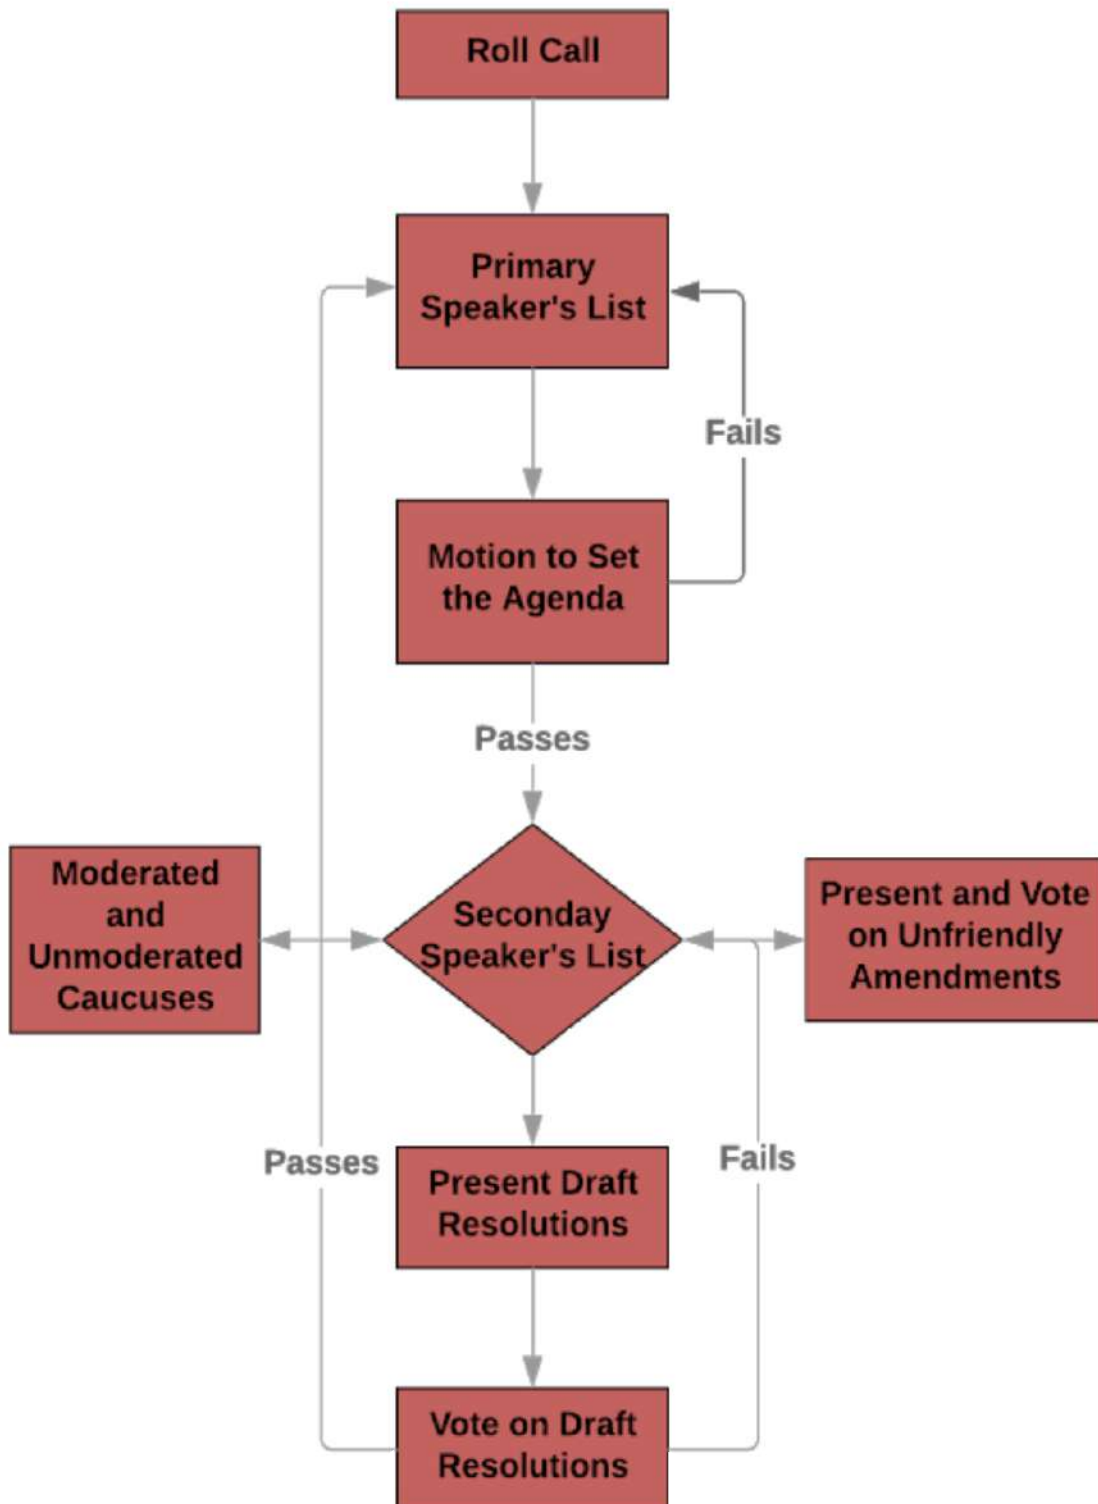 Roll Call
Primary
Speaker's List
Fails
Motion to Set
the Agenda
Passes
Moderated
and
Unmoderated
Caucuses
Seconday
Speaker's List
Present and Vote
on Unfriendly
Amendments
Passes
Fails
Present Draft
Resolutions
Vote on Draft
Resolutions